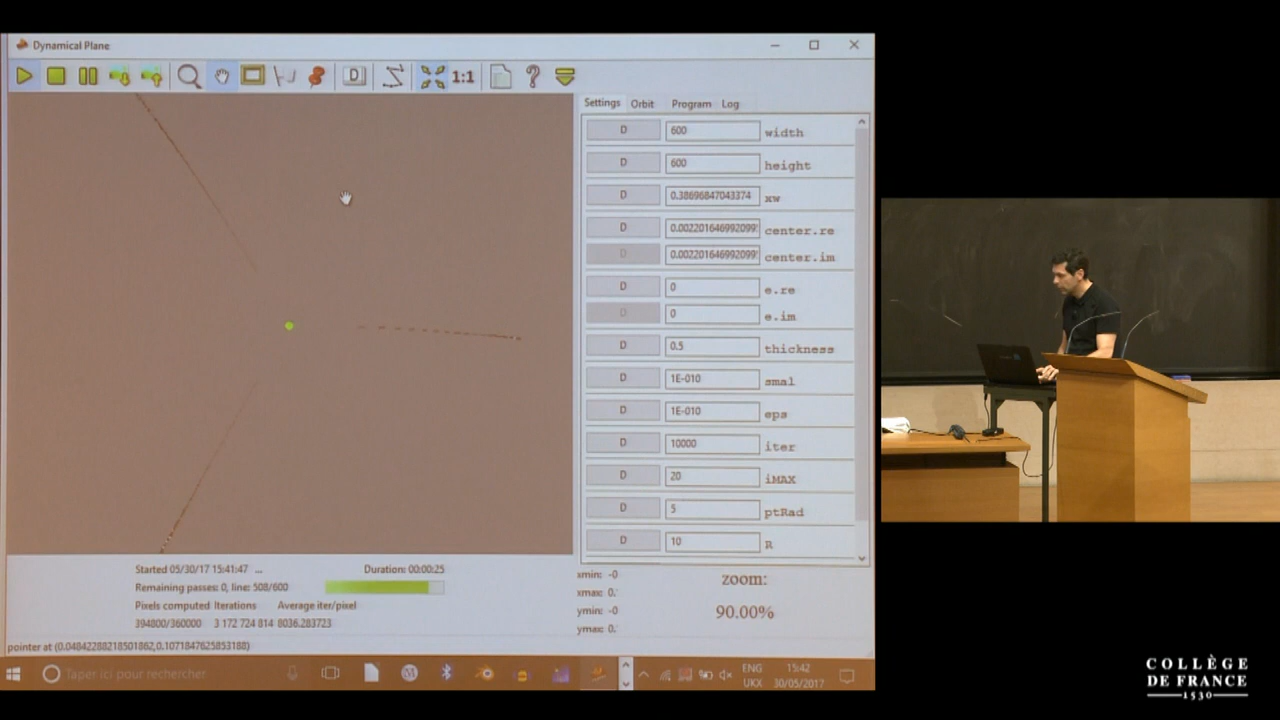 Dynamical Plane
D 1:1 ?
Settings Orbit Program Log
D 600 width
D 600 height
D 0.38696847043374 xw
D 0.002201646992099 center.re
D 0.002201646992099 center.im
D 0 e.re
D 0 e.im
D 0.5 thickness
D 1E-010 smal
D 1E-010 eps
D 10000 iter
D 20 iMAX
D 5 ptRad
D 10 R
Started 05/30/17 15:41:47 ... Duration: 00:00:25
Remaining passes: 0, line: 508/600
Pixels computed Iterations Average iter/pixel
394800/360000 3 172 724 814 8036.283723
xmin: -0
xmax: 0.
ymin: -0
ymax: 0.
zoom:
90.00%
pointer at (0.04842288218501862,0.1071847625853188)
Taper ici pour rechercher
ENG
UKX
15:42
30/05/2017
COLLÈGE
DE FRANCE
1530